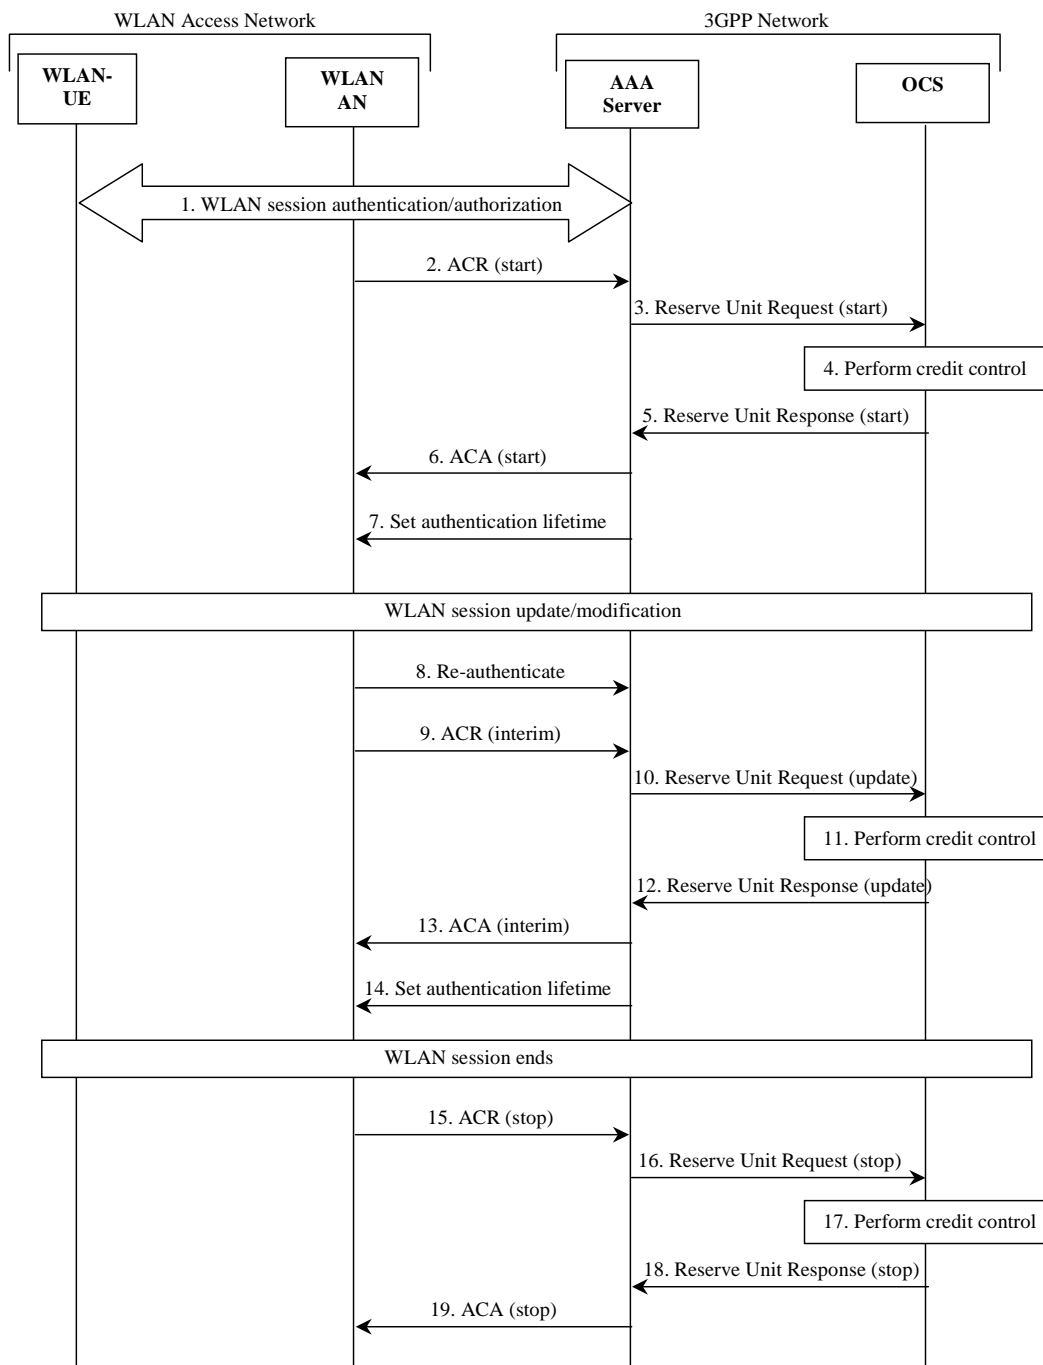 WLAN Access Network
3GPP Network
WLAN-
UE
WLAN
AN
AAA
Server
OCS
1. WLAN session authentication/authorization
2. ACR (start)
3. Reserve Unit Request (start)
4. Perform credit control
5. Reserve Unit Response (start)
6. ACA (start)
7. Set authentication lifetime
WLAN session update/modification
8. Re-authenticate
9. ACR (interim)
10. Reserve Unit Request (update)
11. Perform credit control
12. Reserve Unit Response (update)
13. ACA (interim)
14. Set authentication lifetime
WLAN session ends
15. ACR (stop)
16. Reserve Unit Request (stop)
17. Perform credit control
18. Reserve Unit Response (stop)
19. ACA (stop)